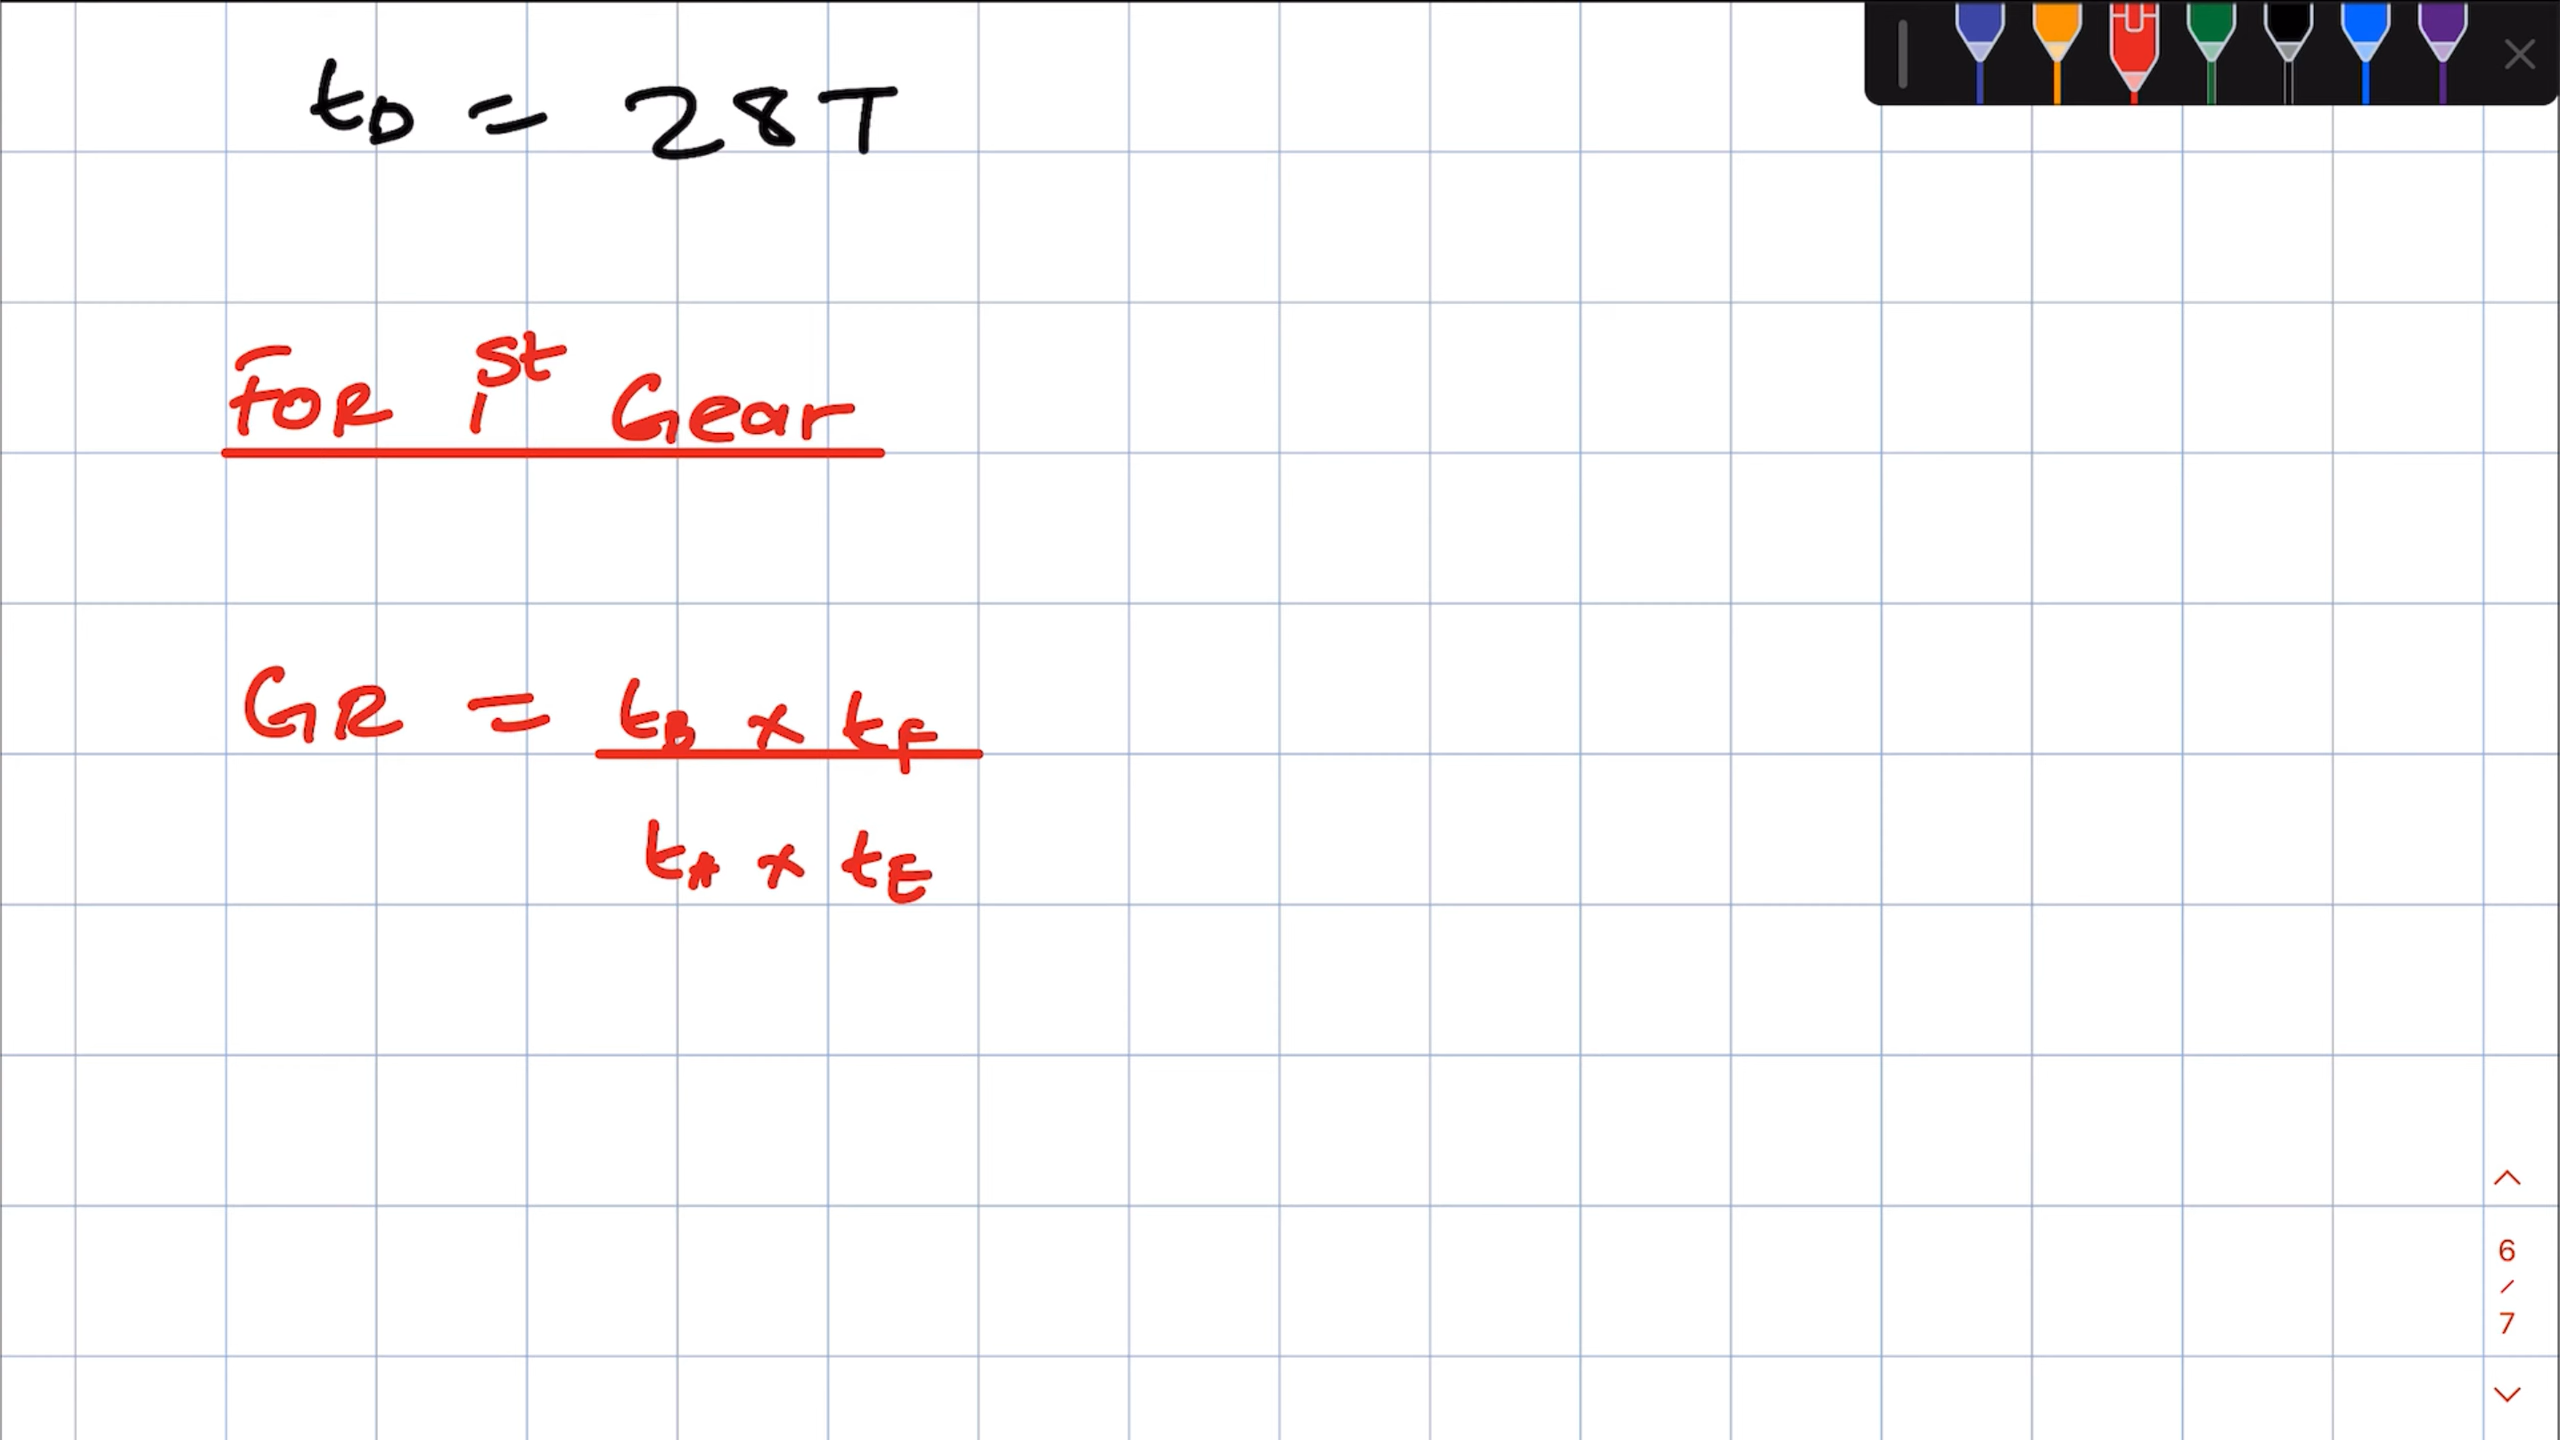 tD = 28T
FOR 1st Gear
GR = tB x tF
tA x tE
6
/
7